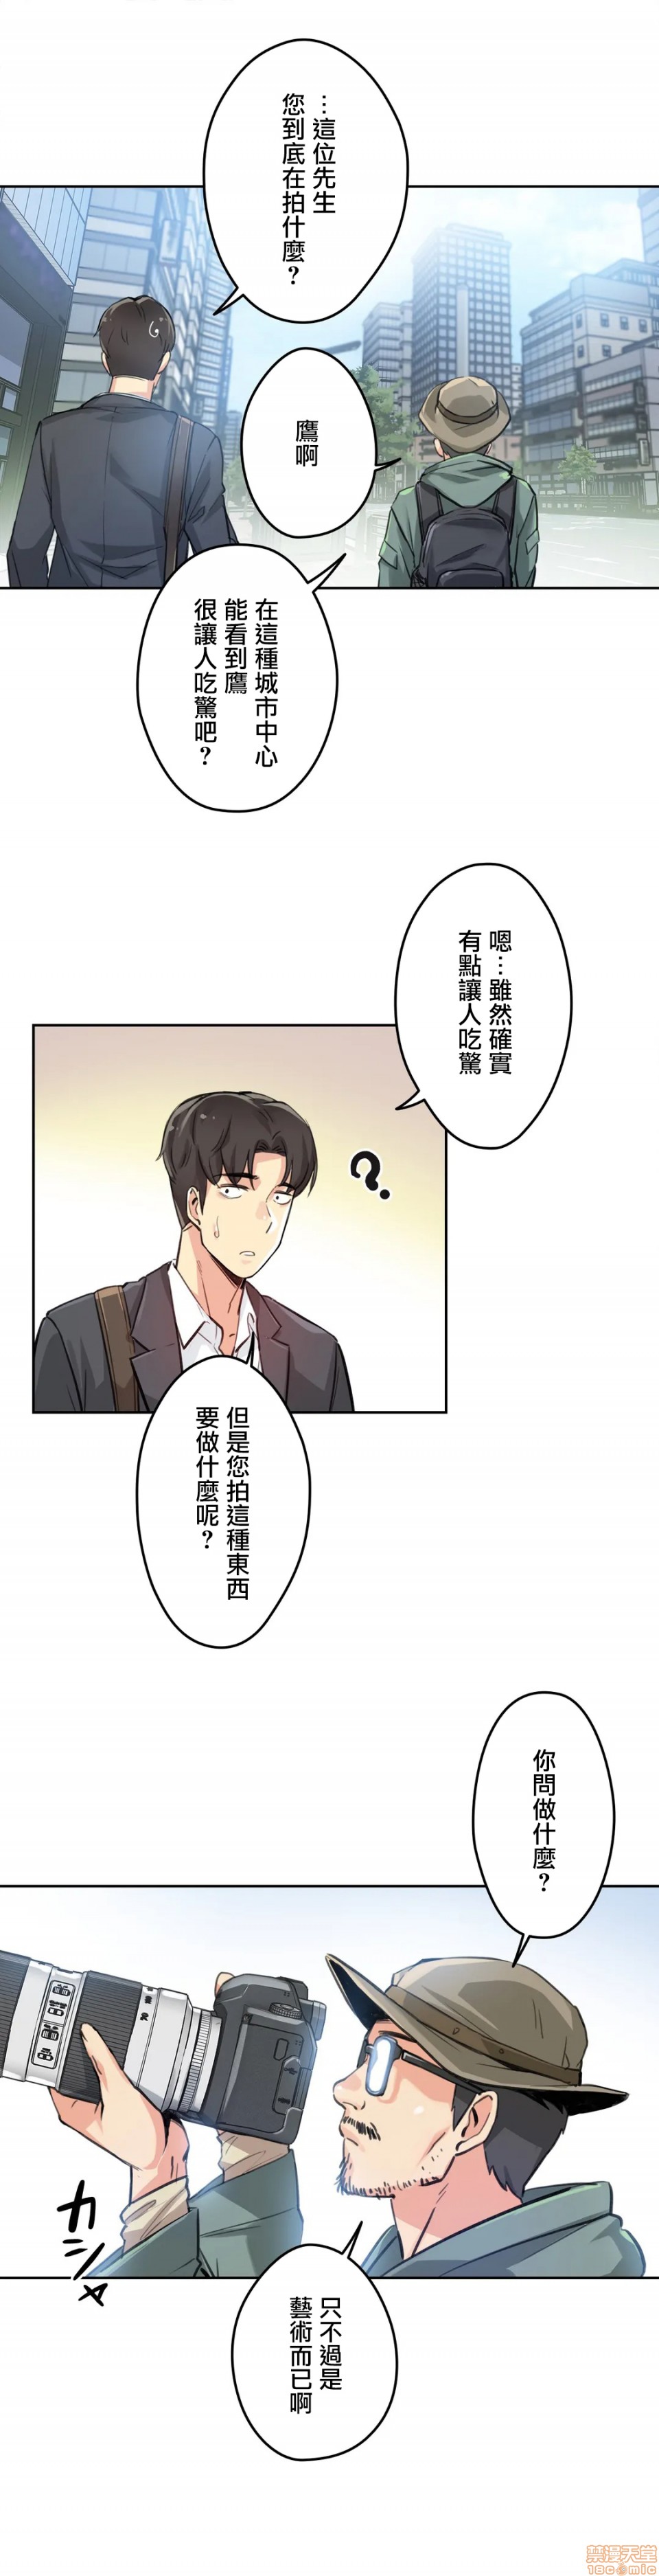 …這位先生
您到底在拍什麼？
鷹啊
在這種城市中心
能看到鷹
很讓人吃驚吧？
嗯…雖然確實
有點讓人吃驚
?
但是您拍這種東西
要做什麼呢？
你問做什麼？
カシャ
只不過是
藝術而已啊
禁漫天堂
18comic